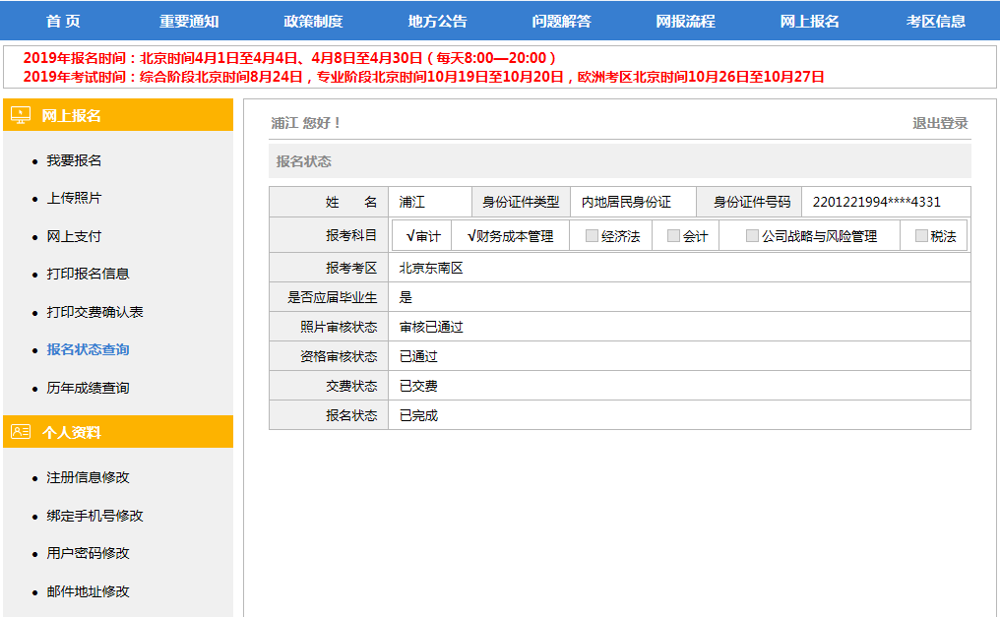 首 页 重要通知 政策制度 地方公告 问题解答 网报流程 网上报名 考区信息
2019年报名时间：北京时间4月1日至4月4日、4月8日至4月30日（每天8:00—20:00）
2019年考试时间：综合阶段北京时间8月24日，专业阶段北京时间10月19日至10月20日，欧洲考区北京时间10月26日至10月27日
网上报名
我要报名
上传照片
网上支付
打印报名信息
打印交费确认表
报名状态查询
历年成绩查询
个人资料
注册信息修改
绑定手机号修改
用户密码修改
邮件地址修改
浦江 您好！ 退出登录
报名状态
姓 名 浦江 身份证件类型 内地居民身份证 身份证件号码 2201221994****4331
报考科目 √审计 √财务成本管理 经济法 会计 公司战略与风险管理 税法
报考考区 北京东南区
是否应届毕业生 是
照片审核状态 审核已通过
资格审核状态 已通过
交费状态 已交费
报名状态 已完成